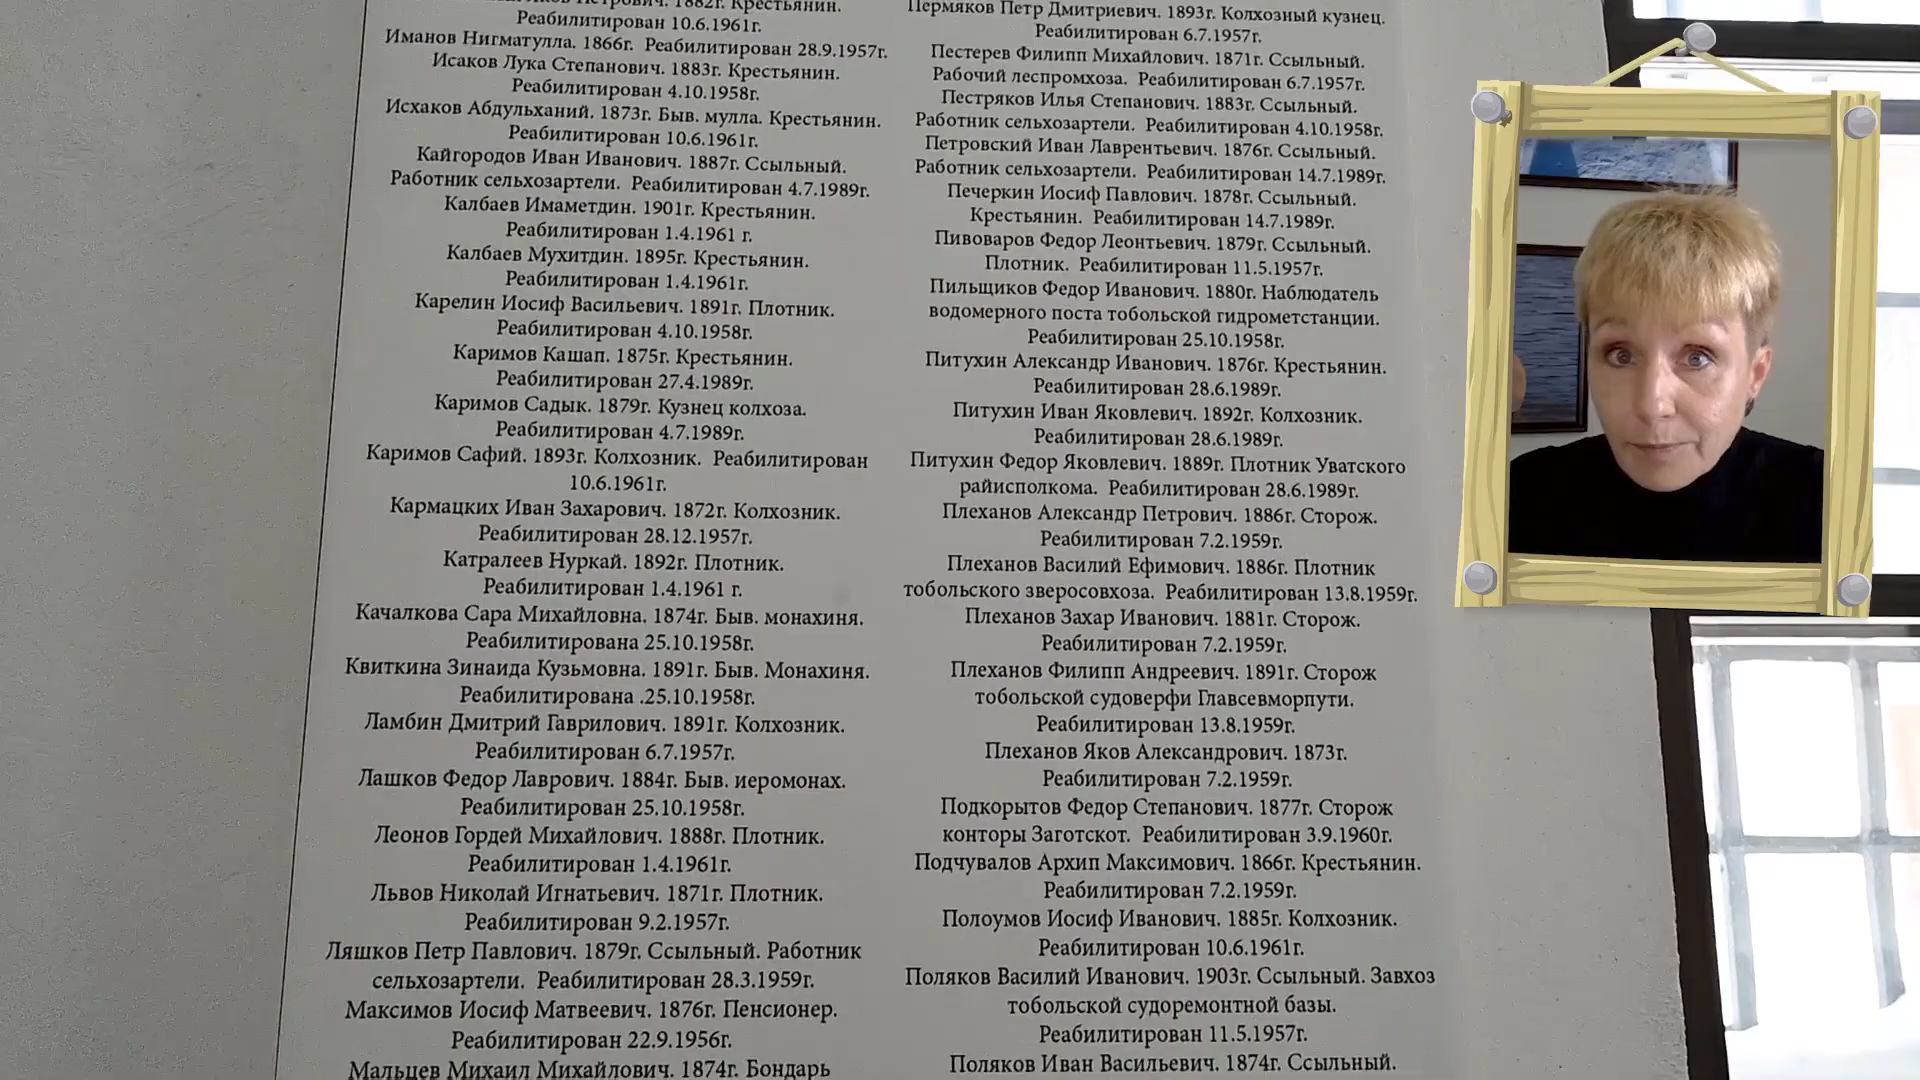 Петрович. 1882г. Крестьянин.
Реабилитирован 10.6.1961г.
Иманов Нигматулла. 1866г. Реабилитирован 28.9.1957г.
Исаков Лука Степанович. 1883г. Крестьянин.
Реабилитирован 4.10.1958г.
Исхаков Абдульханий. 1873г. Быв. мулла. Крестьянин.
Реабилитирован 10.6.1961г.
Кайгородов Иван Иванович. 1887г. Ссыльный.
Работник сельхозартели. Реабилитирован 4.7.1989г.
Калбаев Имаметдин. 1901г. Крестьянин.
Реабилитирован 1.4.1961 г.
Калбаев Мухитдин. 1895г. Крестьянин.
Реабилитирован 1.4.1961г.
Карелин Иосиф Васильевич. 1891г. Плотник.
Реабилитирован 4.10.1958г.
Каримов Кашап. 1875г. Крестьянин.
Реабилитирован 27.4.1989г.
Каримов Садык. 1879г. Кузнец колхоза.
Реабилитирован 4.7.1989г.
Каримов Сафий. 1893г. Колхозник. Реабилитирован
10.6.1961г.
Кармацких Иван Захарович. 1872г. Колхозник.
Реабилитирован 28.12.1957г.
Катралеев Нуркай. 1892г. Плотник.
Реабилитирован 1.4.1961 г.
Качалкова Сара Михайловна. 1874г. Быв. монахиня.
Реабилитирована 25.10.1958г.
Квиткина Зинаида Кузьмовна. 1891г. Быв. Монахиня.
Реабилитирована .25.10.1958г.
Ламбин Дмитрий Гаврилович. 1891г. Колхозник.
Реабилитирован 6.7.1957г.
Лашков Федор Лаврович. 1884г. Быв. иеромонах.
Реабилитирован 25.10.1958г.
Леонов Гордей Михайлович. 1888г. Плотник.
Реабилитирован 1.4.1961г.
Львов Николай Игнатьевич. 1871г. Плотник.
Реабилитирован 9.2.1957г.
Ляшков Петр Павлович. 1879г. Ссыльный. Работник
сельхозартели. Реабилитирован 28.3.1959г.
Максимов Иосиф Матвеевич. 1876г. Пенсионер.
Реабилитирован 22.9.1956г.
Мальцев Михаил Михайлович. 1874г. Бондарь
Пермяков Петр Дмитриевич. 1893г. Колхозный кузнец.
Реабилитирован 6.7.1957г.
Пестерев Филипп Михайлович. 1871г. Ссыльный.
Рабочий леспромхоза. Реабилитирован 6.7.1957г.
Пестряков Илья Степанович. 1883г. Ссыльный.
Работник сельхозартели. Реабилитирован 4.10.1958г.
Петровский Иван Лаврентьевич. 1876г. Ссыльный.
Работник сельхозартели. Реабилитирован 14.7.1989г.
Печеркин Иосиф Павлович. 1878г. Ссыльный.
Крестьянин. Реабилитирован 14.7.1989г.
Пивоваров Федор Леонтьевич. 1879г. Ссыльный.
Плотник. Реабилитирован 11.5.1957г.
Пильщиков Федор Иванович. 1880г. Наблюдатель
водомерного поста тобольской гидрометстанции.
Реабилитирован 25.10.1958г.
Питухин Александр Иванович. 1876г. Крестьянин.
Реабилитирован 28.6.1989г.
Питухин Иван Яковлевич. 1892г. Колхозник.
Реабилитирован 28.6.1989г.
Питухин Федор Яковлевич. 1889г. Плотник Уватского
райисполкома. Реабилитирован 28.6.1989г.
Плеханов Александр Петрович. 1886г. Сторож.
Реабилитирован 7.2.1959г.
Плеханов Василий Ефимович. 1886г. Плотник
тобольского зверосовхоза. Реабилитирован 13.8.1959г.
Плеханов Захар Иванович. 1881г. Сторож.
Реабилитирован 7.2.1959г.
Плеханов Филипп Андреевич. 1891г. Сторож
тобольской судоверфи Главсевморпути.
Реабилитирован 13.8.1959г.
Плеханов Яков Александрович. 1873г.
Реабилитирован 7.2.1959г.
Подкорытов Федор Степанович. 1877г. Сторож
конторы Заготскот. Реабилитирован 3.9.1960г.
Подчувалов Архип Максимович. 1866г. Крестьянин.
Реабилитирован 7.2.1959г.
Полоумов Иосиф Иванович. 1885г. Колхозник.
Реабилитирован 10.6.1961г.
Поляков Василий Иванович. 1903г. Ссыльный. Завхоз
тобольской судоремонтной базы.
Реабилитирован 11.5.1957г.
Поляков Иван Васильевич. 1874г. Ссыльный.